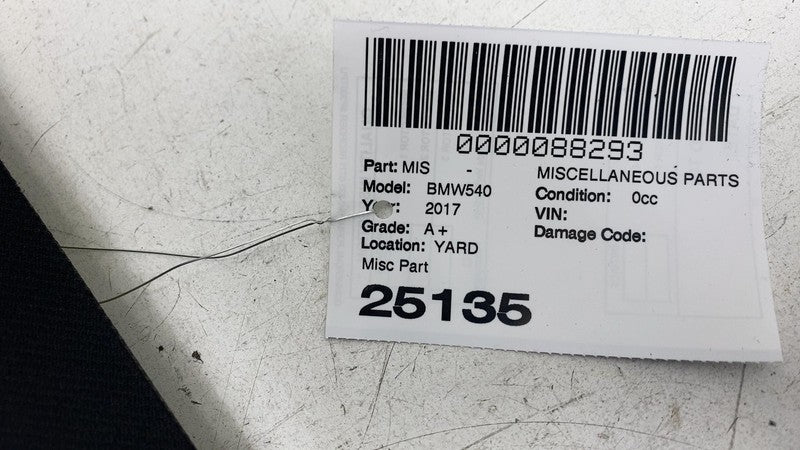 0000088293
Part: MIS - MISCELLANEOUS PARTS
Model: BMW540 Condition: 0cc
2017 VIN:
Grade: A+ Damage Code:
Location: YARD
Misc Part
25135